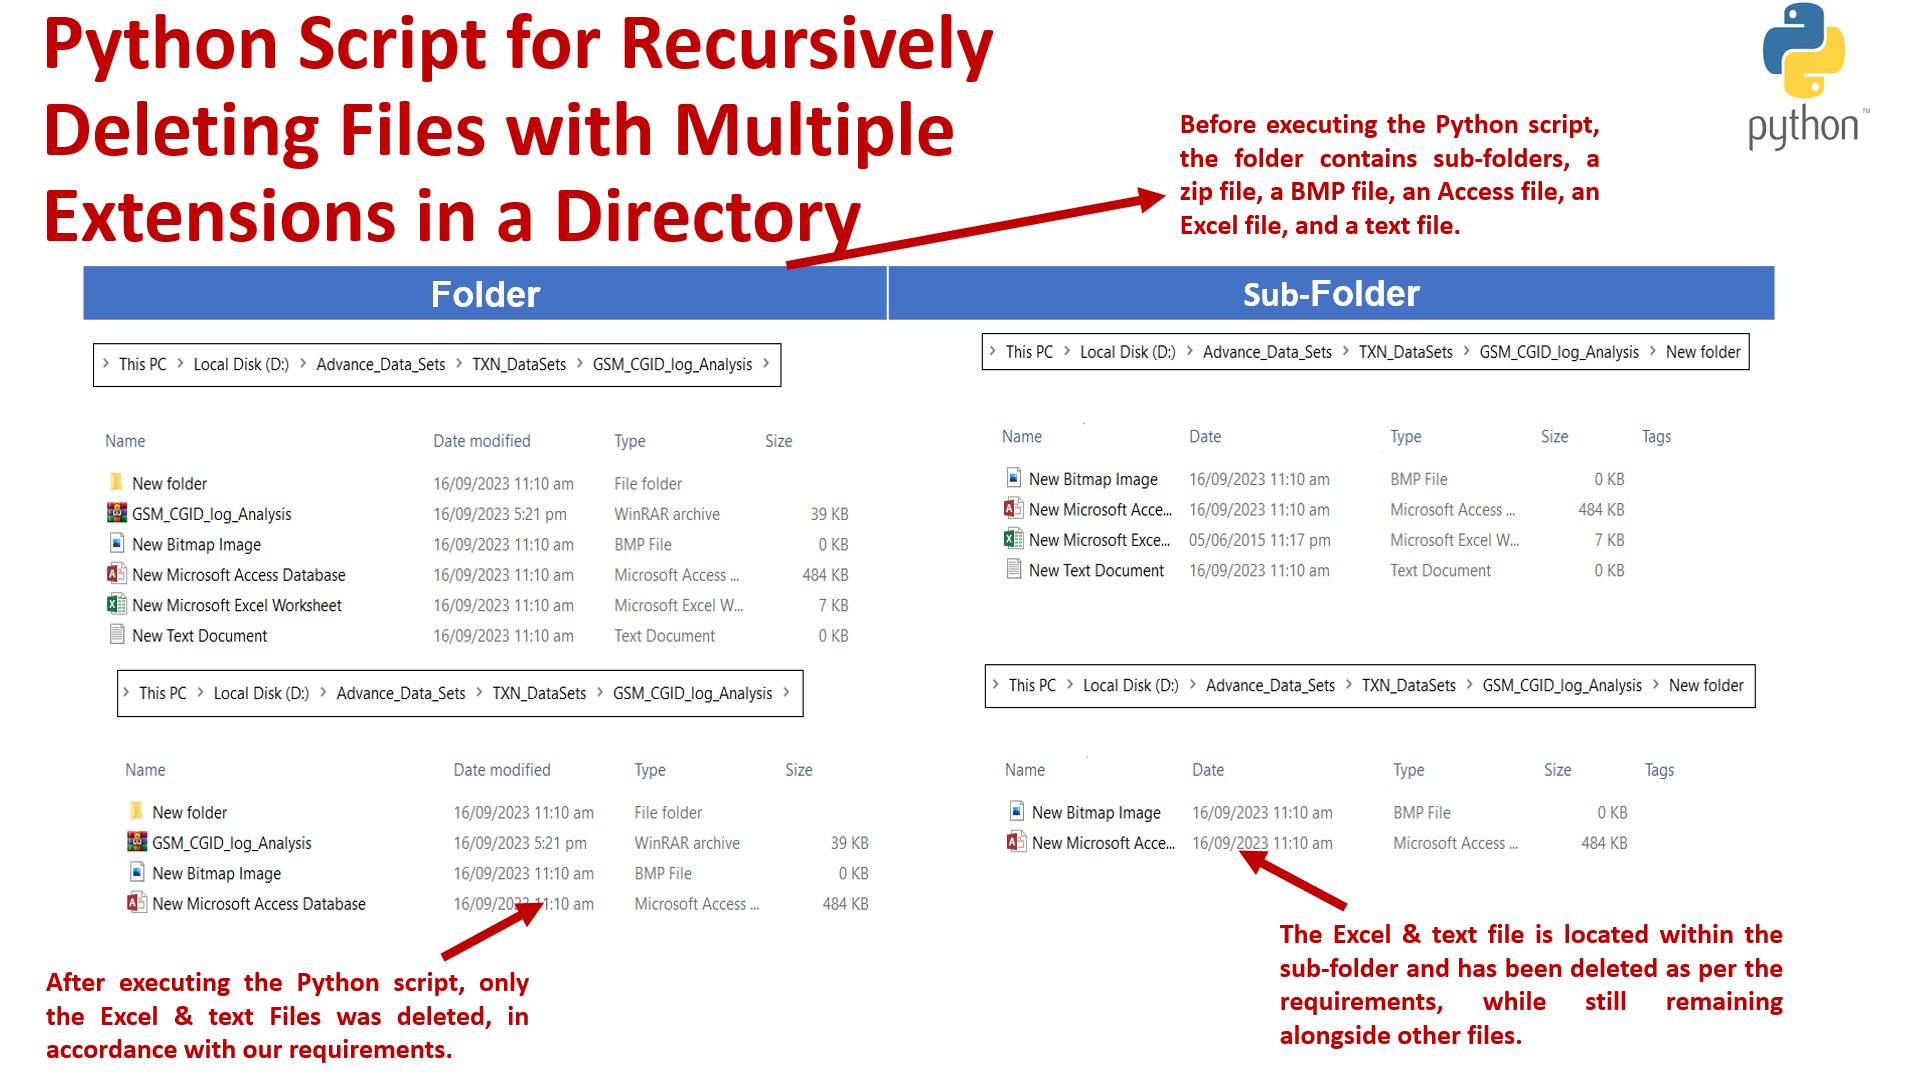 Python Script for Recursively
Deleting Files with Multiple
Extensions in a Directory
python™
Before executing the Python script,
the folder contains sub-folders, a
zip file, a BMP file, an Access file, an
Excel file, and a text file.
Folder
Sub-Folder
> This PC > Local Disk (D:) > Advance_Data_Sets > TXN_DataSets > GSM_CGID_log_Analysis >
Name Date modified Type Size
New folder 16/09/2023 11:10 am File folder
GSM_CGID_log_Analysis 16/09/2023 5:21 pm WinRAR archive 39 KB
New Bitmap Image 16/09/2023 11:10 am BMP File 0 KB
New Microsoft Access Database 16/09/2023 11:10 am Microsoft Access ... 484 KB
New Microsoft Excel Worksheet 16/09/2023 11:10 am Microsoft Excel W... 7 KB
New Text Document 16/09/2023 11:10 am Text Document 0 KB
> This PC > Local Disk (D:) > Advance_Data_Sets > TXN_DataSets > GSM_CGID_log_Analysis > New folder
Name Date Type Size Tags
New Bitmap Image 16/09/2023 11:10 am BMP File 0 KB
New Microsoft Acce... 16/09/2023 11:10 am Microsoft Access ... 484 KB
New Microsoft Exce... 05/06/2015 11:17 pm Microsoft Excel W... 7 KB
New Text Document 16/09/2023 11:10 am Text Document 0 KB
> This PC > Local Disk (D:) > Advance_Data_Sets > TXN_DataSets > GSM_CGID_log_Analysis >
Name Date modified Type Size
New folder 16/09/2023 11:10 am File folder
GSM_CGID_log_Analysis 16/09/2023 5:21 pm WinRAR archive 39 KB
New Bitmap Image 16/09/2023 11:10 am BMP File 0 KB
New Microsoft Access Database 16/09/2023 11:10 am Microsoft Access ... 484 KB
> This PC > Local Disk (D:) > Advance_Data_Sets > TXN_DataSets > GSM_CGID_log_Analysis > New folder
Name Date Type Size Tags
New Bitmap Image 16/09/2023 11:10 am BMP File 0 KB
New Microsoft Acce... 16/09/2023 11:10 am Microsoft Access ... 484 KB
After executing the Python script, only
the Excel & text Files was deleted, in
accordance with our requirements.
The Excel & text file is located within the
sub-folder and has been deleted as per the
requirements, while still remaining
alongside other files.